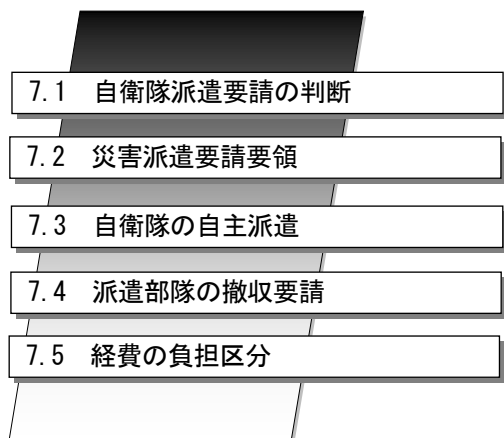 7.1 自衛隊派遣要請の判断
7.2 災害派遣要請要領
7.3 自衛隊の自主派遣
7.4 派遣部隊の撤収要請
7.5 経費の負担区分